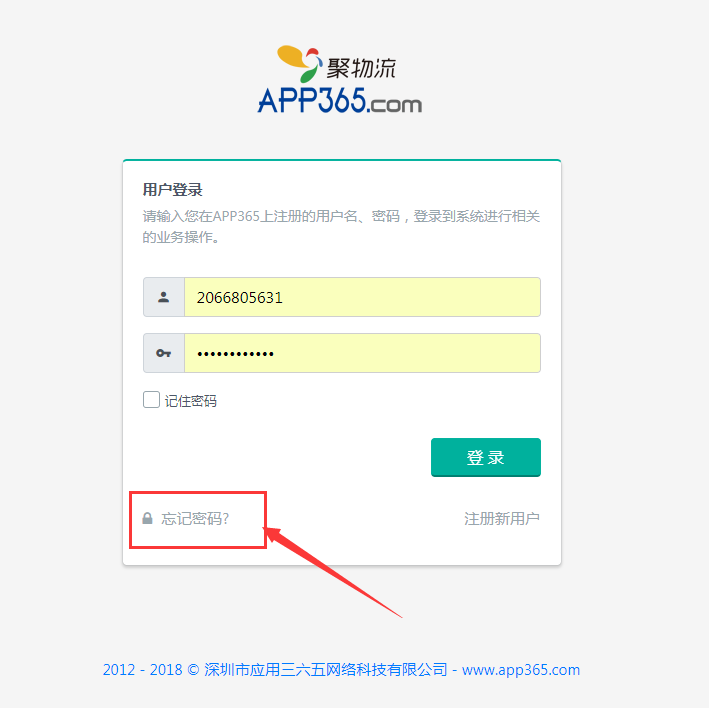 聚物流
APP365.com
用户登录
请输入您在APP365上注册的用户名、密码，登录到系统进行相关
的业务操作。
2066805631
••••••••••••
记住密码
登 录
忘记密码?
注册新用户
2012 - 2018 © 深圳市应用三六五网络科技有限公司 - www.app365.com